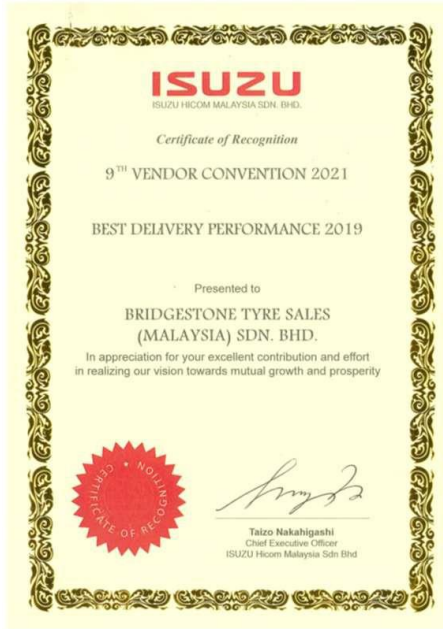 ISUZU
ISUZU HICOM MALAYSIA SDN. BHD.
Certificate of Recognition
9TH VENDOR CONVENTION 2021
BEST DELIVERY PERFORMANCE 2019
Presented to
BRIDGESTONE TYRE SALES
(MALAYSIA) SDN. BHD.
In appreciation for your excellent contribution and effort
in realizing our vision towards mutual growth and prosperity
CERTIFICATE OF RECOGNITION
Taizo Nakahigashi
Chief Executive Officer
ISUZU Hicom Malaysia Sdn Bhd